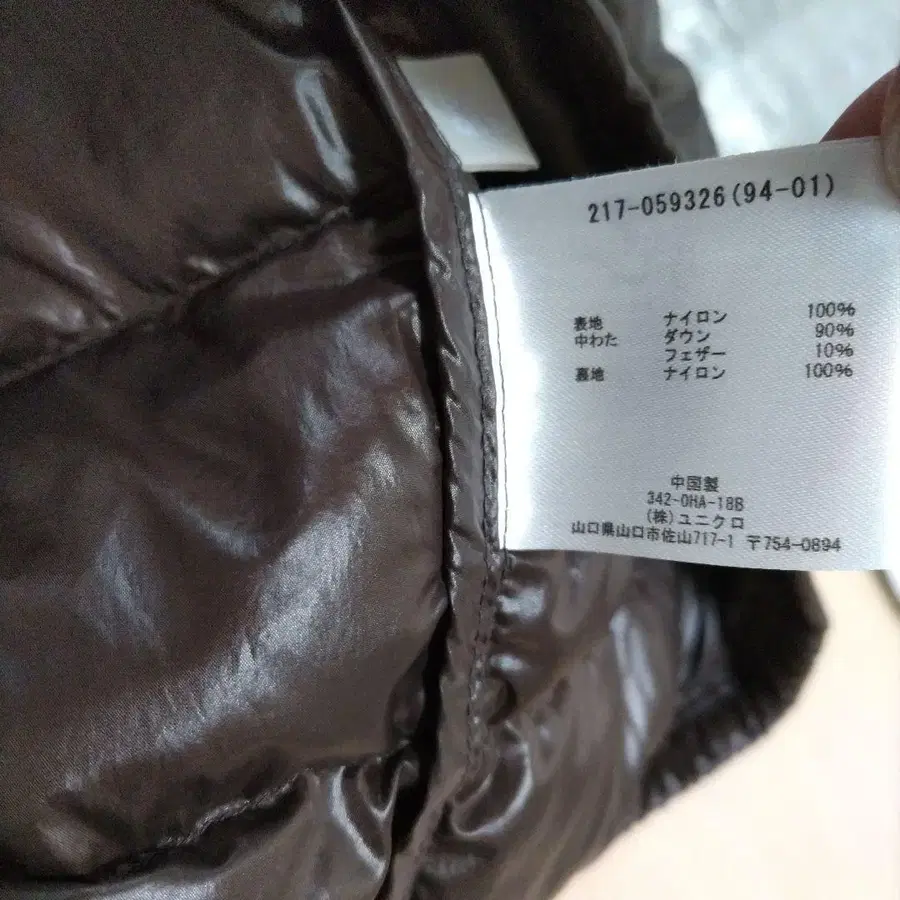 217-059326(94-01)
表地 ナイロン 100%
中わた ダウン 90%
フェザー 10%
裏地 ナイロン 100%
中国製
342-0HA-18B
(株)ユニクロ
山口県山口市佐山717-1 〒754-0894